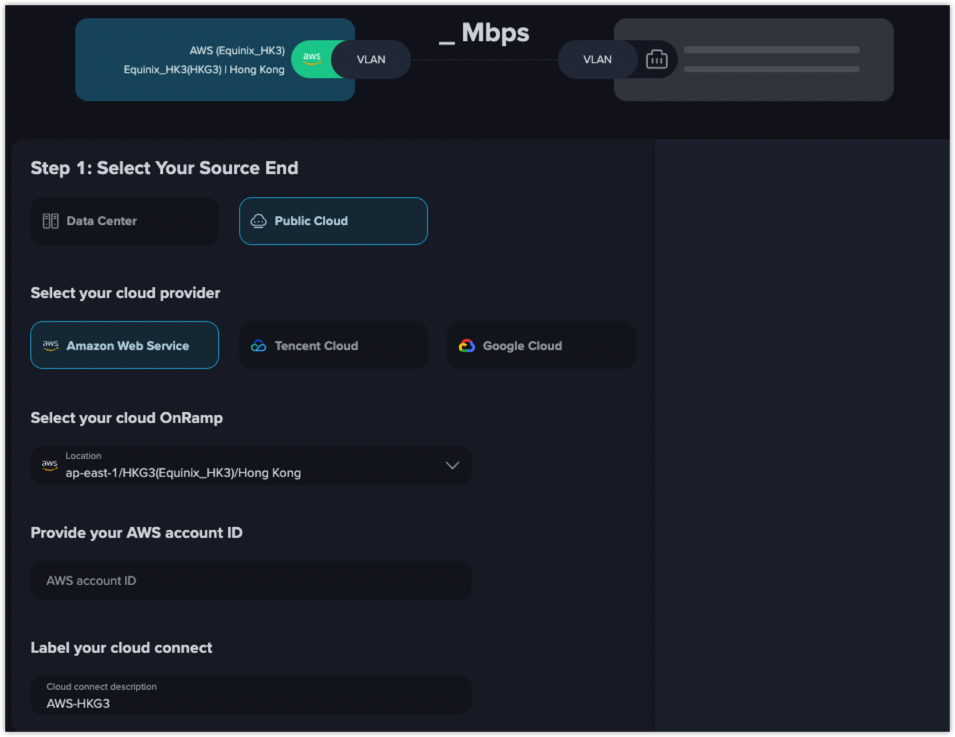 _ Mbps
AWS (Equinix_HK3)
Equinix_HK3(HKG3) | Hong Kong
aws
VLAN
VLAN
Step 1: Select Your Source End
Data Center
Public Cloud
Select your cloud provider
aws Amazon Web Service
Tencent Cloud
Google Cloud
Select your cloud OnRamp
Location
aws ap-east-1/HKG3(Equinix_HK3)/Hong Kong
Provide your AWS account ID
AWS account ID
Label your cloud connect
Cloud connect description
AWS-HKG3